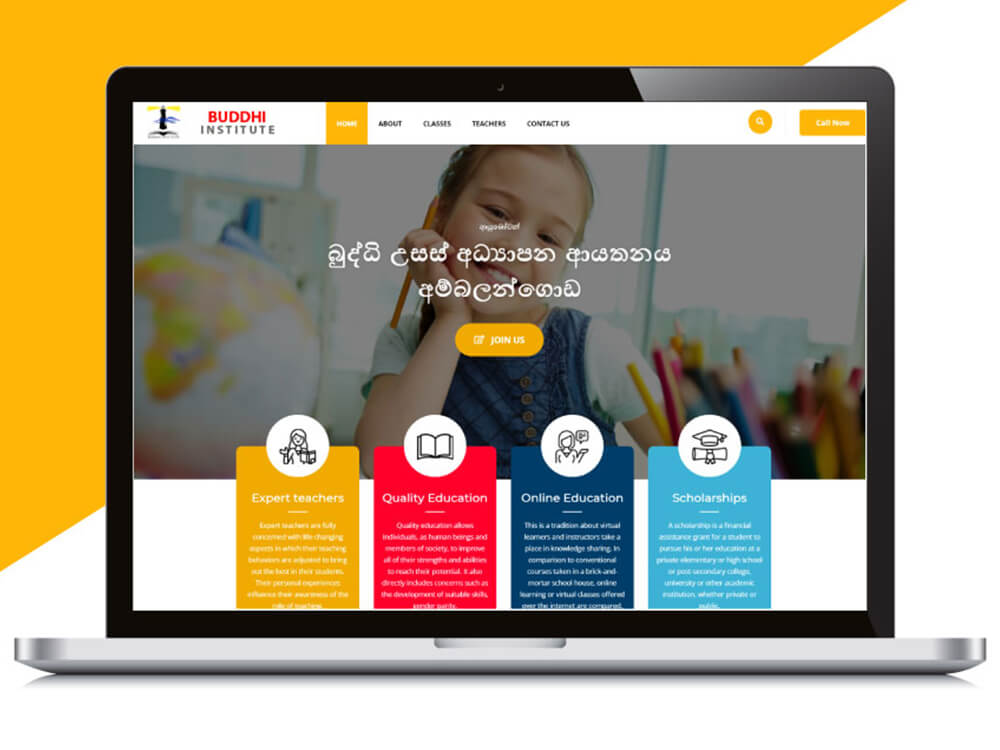 BUDDHI
INSTITUTE
HOME
ABOUT
CLASSES
TEACHERS
CONTACT US
Call Now
බුද්ධි උසස් අධ්‍යාපන ආයතනය
අම්බලන්ගොඩ
JOIN US
Expert teachers
Expert teachers are fully
concerned with life-changing
aspects in which their teaching
behaviors are adjusted to bring
out the best in their students.
Their personal experiences
influence their awareness of the
role of teaching
Quality Education
Quality education allows
individuals, as human beings and
members of society, to improve
all of their strengths and abilities
to reach their potential. It also
directly includes concerns such as
the development of suitable skills,
gender parity,
Online Education
This is a tradition about virtual
learners and instructors take a
place in knowledge sharing. In
comparison to conventional
courses taken in a brick-and-
mortar school house, online
learning or virtual classes offered
over the internet are compared.
Scholarships
A scholarship is a financial
assistance grant for a student to
pursue his or her education at a
private elementary or high school
or post-secondary college,
university or other academic
institution, whether private or
public.